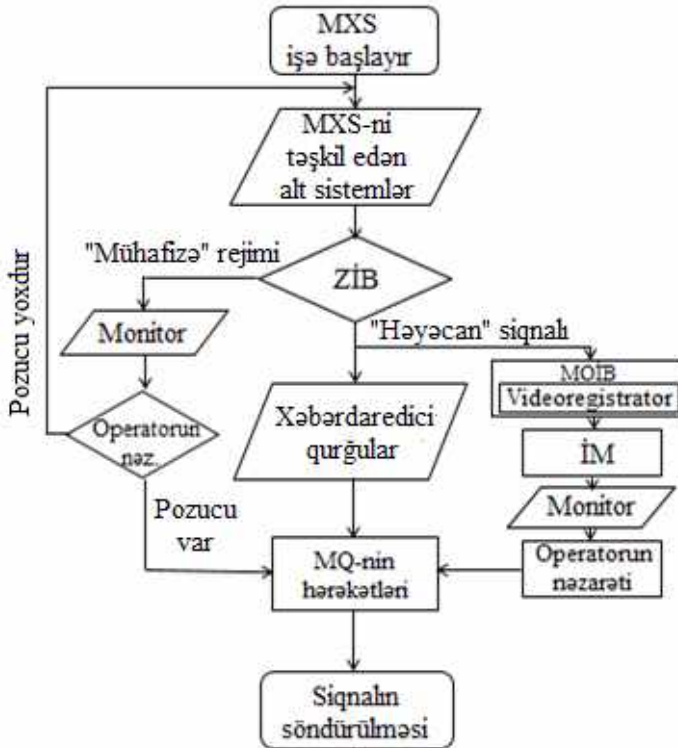 MXS
işə başlayır
MXS-ni
təşkil edən
alt sistemlər
"Mühafizə" rejimi
ZİB
Pozucu yoxdur
Monitor
"Həyəcan" siqnalı
MOİB
Videoregistrator
Operatorun
nəz.
Xəbərdaredici
qurğular
İM
Monitor
Pozucu
var
MQ-nin
hərəkətləri
Operatorun
nəzarəti
Siqnalın
söndürülməsi